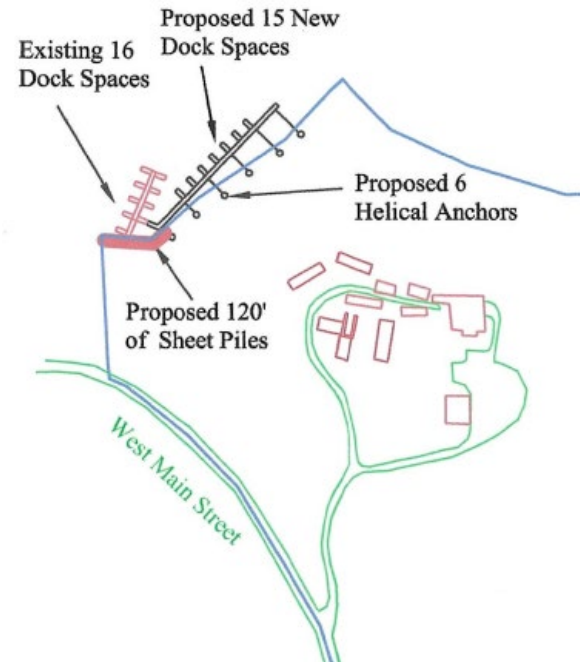 Proposed 15 New
Dock Spaces
Existing 16
Dock Spaces
Proposed 6
Helical Anchors
Proposed 120'
of Sheet Piles
West Main Street